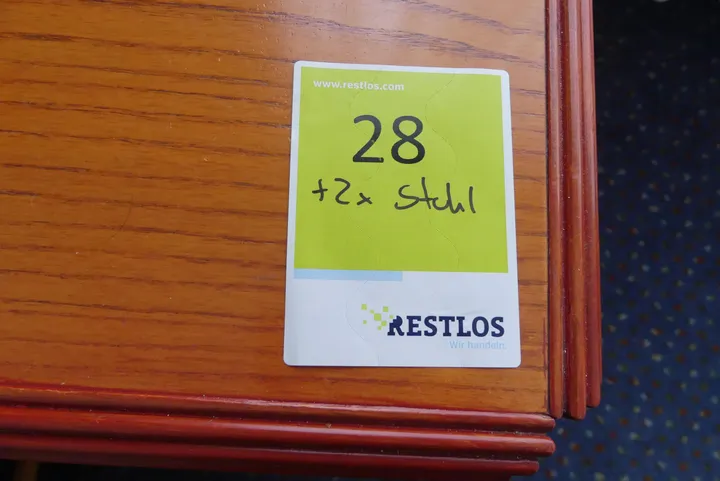 www.restlos.com
28
+2x Stuhl
RESTLOS
Wir handeln